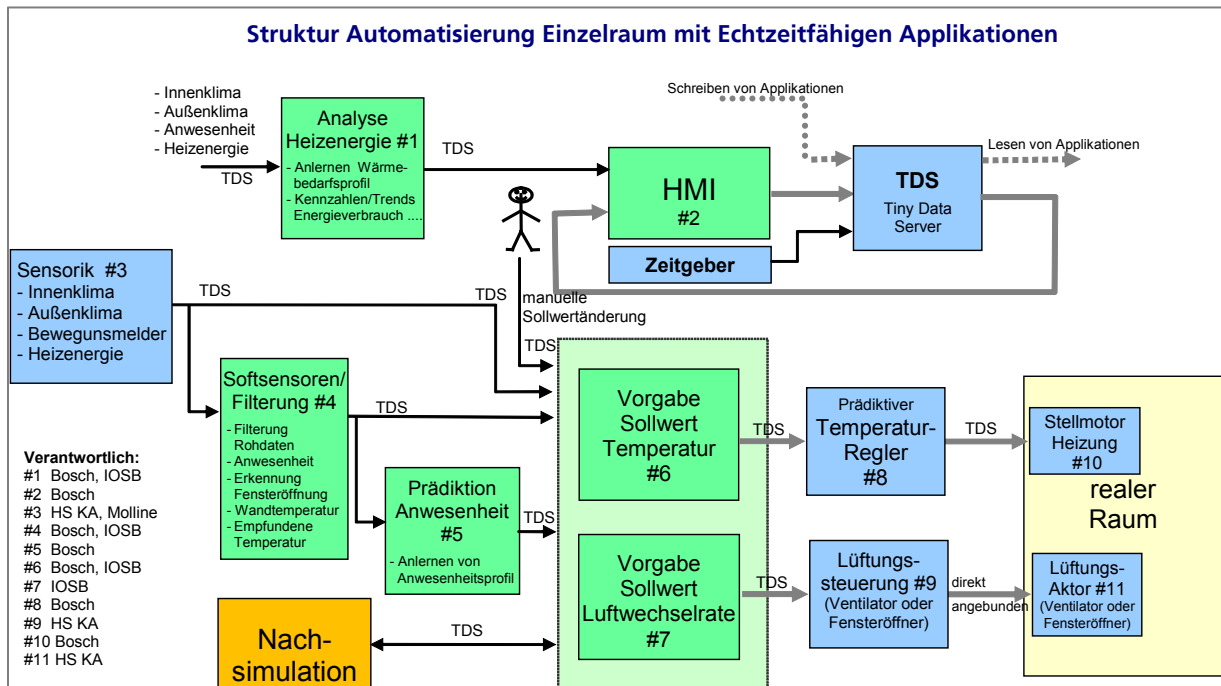 Struktur Automatisierung Einzelraum mit Echtzeitfähigen Applikationen
- Innenklima
- Außenklima
- Anwesenheit
- Heizenergie
TDS
Analyse
Heizenergie #1
- Anlernen Wärme-
bedarfsprofil
- Kennzahlen/Trends
Energieverbrauch ....
TDS
HMI
#2
Zeitgeber
Schreiben von Applikationen
TDS
Tiny Data
Server
Lesen von Applikationen
Sensorik #3
- Innenklima
- Außenklima
- Bewegunsmelder
- Heizenergie
TDS
TDS
manuelle
Sollwertänderung
TDS
Softsensoren/
Filterung #4
- Filterung
Rohdaten
- Anwesenheit
- Erkennung
Fensteröffnung
- Wandtemperatur
- Empfundene
Temperatur
TDS
Prädiktion
Anwesenheit
#5
- Anlernen von
Anwesenheitsprofil
TDS
Vorgabe
Sollwert
Temperatur
#6
TDS
Prädiktiver
Temperatur-
Regler
#8
TDS
Stellmotor
Heizung
#10
realer
Raum
Vorgabe
Sollwert
Luftwechselrate
#7
TDS
Lüftungs-
steuerung #9
(Ventilator oder
Fensteröffner)
direkt
angebunden
Lüftungs-
Aktor #11
(Ventilator oder
Fensteröffner)
Nach-
simulation
TDS
Verantwortlich:
#1 Bosch, IOSB
#2 Bosch
#3 HS KA, Molline
#4 Bosch, IOSB
#5 Bosch
#6 Bosch, IOSB
#7 IOSB
#8 Bosch
#9 HS KA
#10 Bosch
#11 HS KA